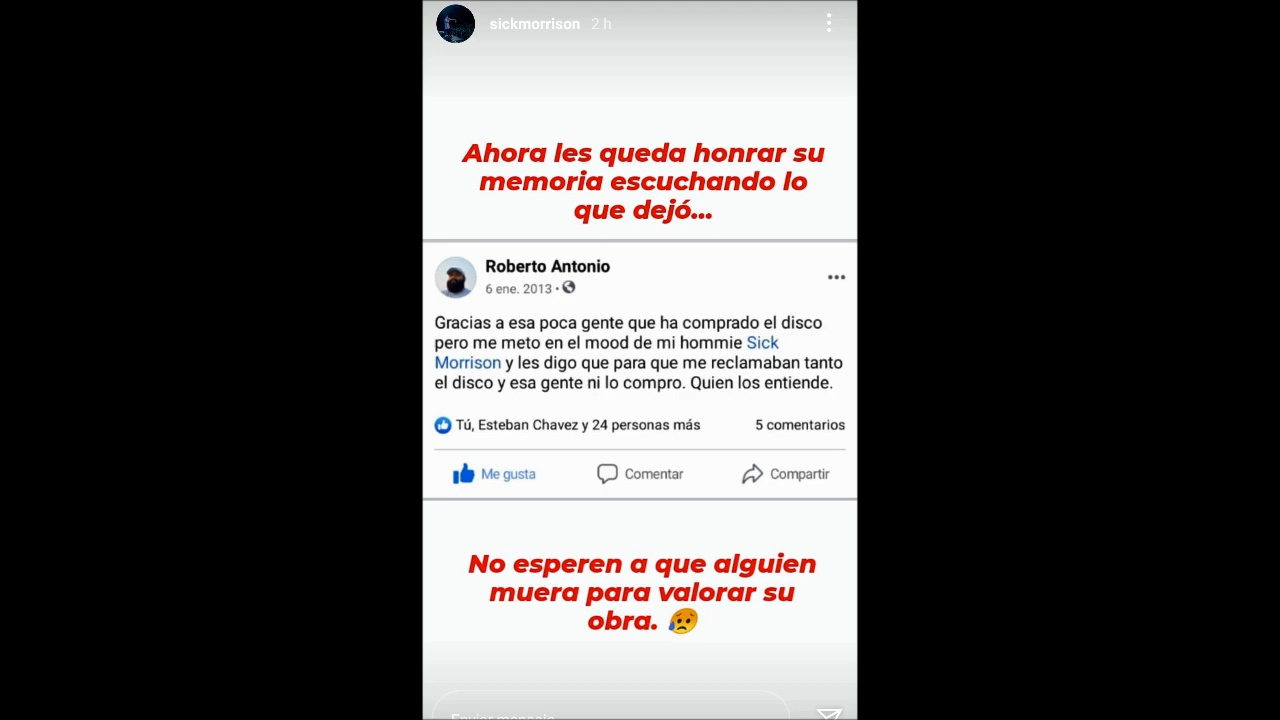 sickmorrison 2 h
Ahora les queda honrar su
memoria escuchando lo
que dejó...
Roberto Antonio
6 ene. 2013 •
Gracias a esa poca gente que ha comprado el disco
pero me meto en el mood de mi hommie Sick
Morrison y les digo que para que me reclamaban tanto
el disco y esa gente ni lo compro. Quien los entiende.
Tú, Esteban Chavez y 24 personas más 5 comentarios
Me gusta Comentar Compartir
No esperen a que alguien
muera para valorar su
obra. 😥
Enviar mensaje